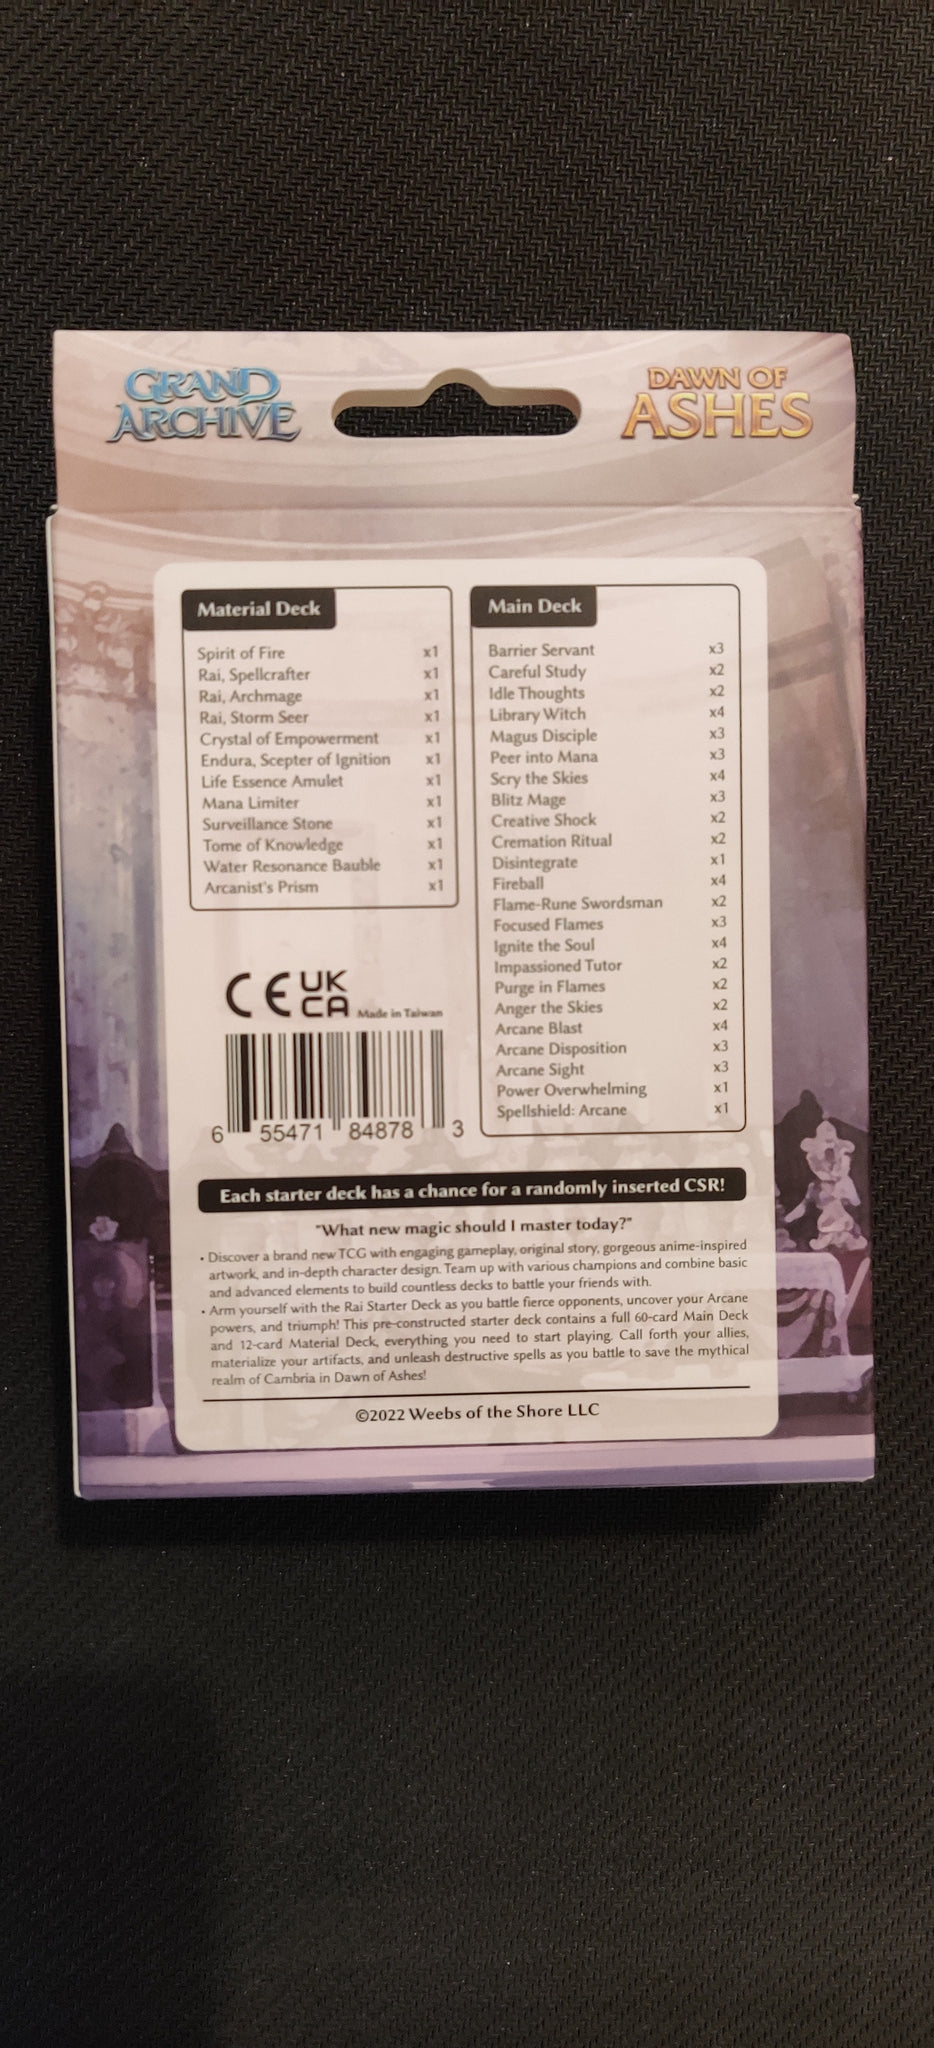 GRAND
ARCHIVE
DAWN OF
ASHES
Material Deck
Spirit of Fire x1
Rai, Spellcrafter x1
Rai, Archmage x1
Rai, Storm Seer x1
Crystal of Empowerment x1
Endura, Scepter of Ignition x1
Life Essence Amulet x1
Mana Limiter x1
Surveillance Stone x1
Tome of Knowledge x1
Water Resonance Bauble x1
Arcanist's Prism x1
Main Deck
Barrier Servant x3
Careful Study x2
Idle Thoughts x2
Library Witch x4
Magus Disciple x3
Peer into Mana x3
Scry the Skies x4
Blitz Mage x3
Creative Shock x2
Cremation Ritual x2
Disintegrate x1
Fireball x4
Flame-Rune Swordsman x2
Focused Flames x3
Ignite the Soul x4
Impassioned Tutor x2
Purge in Flames x2
Anger the Skies x2
Arcane Blast x4
Arcane Disposition x3
Arcane Sight x3
Power Overwhelming x1
Spellshield: Arcane x1
CE UK
CA Made in Taiwan
6 55471 84878 3
Each starter deck has a chance for a randomly inserted CSR!
"What new magic should I master today?"
• Discover a brand new TCG with engaging gameplay, original story, gorgeous anime-inspired
artwork, and in-depth character design. Team up with various champions and combine basic
and advanced elements to build countless decks to battle your friends with.
• Arm yourself with the Rai Starter Deck as you battle fierce opponents, uncover your Arcane
powers, and triumph! This pre-constructed starter deck contains a full 60-card Main Deck
and 12-card Material Deck, everything you need to start playing. Call forth your allies,
materialize your artifacts, and unleash destructive spells as you battle to save the mythical
realm of Cambria in Dawn of Ashes!
©2022 Weebs of the Shore LLC